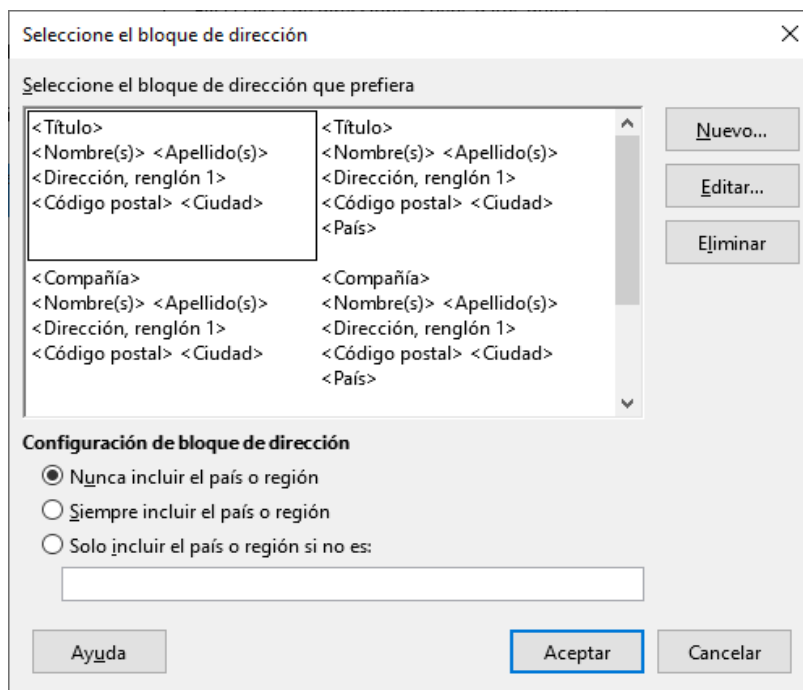 Seleccione el bloque de dirección
Seleccione el bloque de dirección que prefiera
<Título>
<Nombre(s)> <Apellido(s)>
<Dirección, renglón 1>
<Código postal> <Ciudad>
<Título>
<Nombre(s)> <Apellido(s)>
<Dirección, renglón 1>
<Código postal> <Ciudad>
<País>
<Compañía>
<Nombre(s)> <Apellido(s)>
<Dirección, renglón 1>
<Código postal> <Ciudad>
<Compañía>
<Nombre(s)> <Apellido(s)>
<Dirección, renglón 1>
<Código postal> <Ciudad>
<País>
Nuevo...
Editar...
Eliminar
Configuración de bloque de dirección
Nunca incluir el país o región
Siempre incluir el país o región
Solo incluir el país o región si no es:
Ayuda
Aceptar
Cancelar